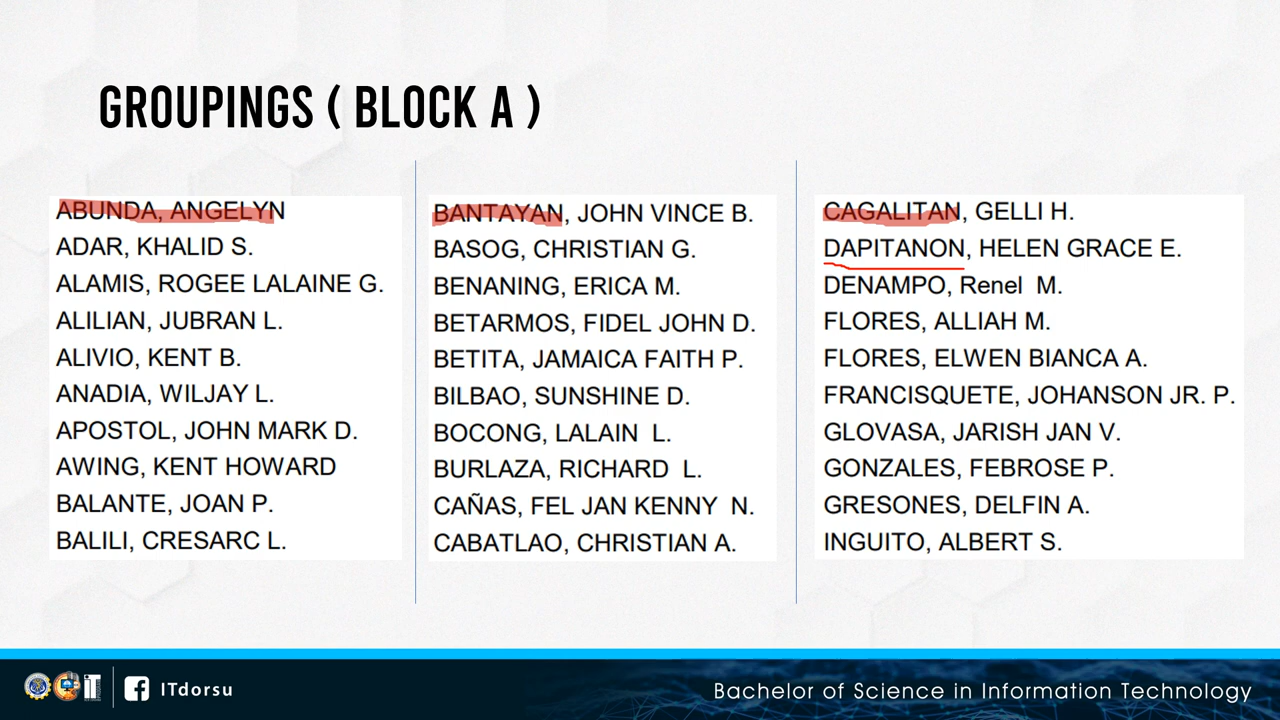 GROUPINGS ( BLOCK A )
ABUNDA, ANGELYN
ADAR, KHALID S.
ALAMIS, ROGEE LALAINE G.
ALILIAN, JUBRAN L.
ALIVIO, KENT B.
ANADIA, WILJAY L.
APOSTOL, JOHN MARK D.
AWING, KENT HOWARD
BALANTE, JOAN P.
BALILI, CRESARC L.
BANTAYAN, JOHN VINCE B.
BASOG, CHRISTIAN G.
BENANING, ERICA M.
BETARMOS, FIDEL JOHN D.
BETITA, JAMAICA FAITH P.
BILBAO, SUNSHINE D.
BOCONG, LALAIN L.
BURLAZA, RICHARD L.
CAÑAS, FEL JAN KENNY N.
CABATLAO, CHRISTIAN A.
CAGALITAN, GELLI H.
DAPITANON, HELEN GRACE E.
DENAMPO, Renel M.
FLORES, ALLIAH M.
FLORES, ELWEN BIANCA A.
FRANCISQUETE, JOHANSON JR. P.
GLOVASA, JARISH JAN V.
GONZALES, FEBROSE P.
GRESONES, DELFIN A.
INGUITO, ALBERT S.
ITdorsu
Bachelor of Science in Information Technology